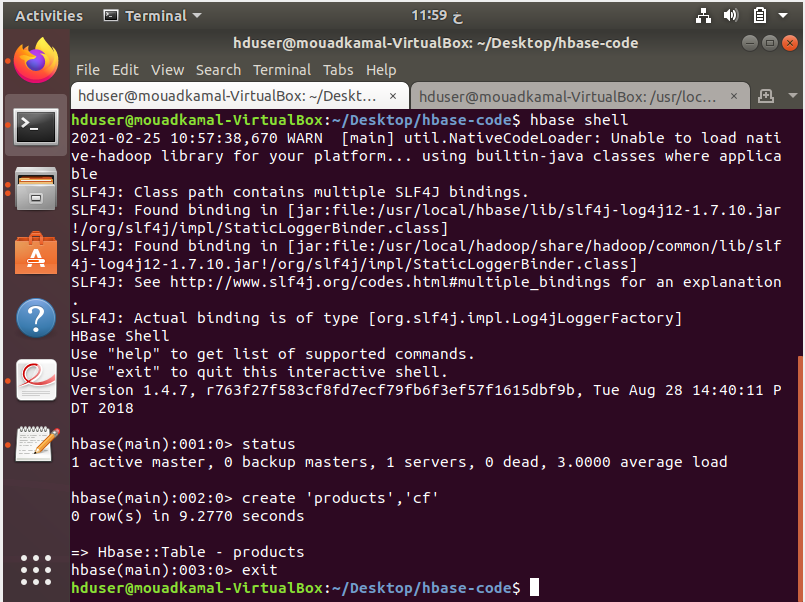 Activities Terminal 11:59 خ
hduser@mouadkamal-VirtualBox: ~/Desktop/hbase-code
File Edit View Search Terminal Tabs Help
hduser@mouadkamal-VirtualBox: ~/Deskt... × hduser@mouadkamal-VirtualBox: /usr/loc... ×
hduser@mouadkamal-VirtualBox:~/Desktop/hbase-code$ hbase shell
2021-02-25 10:57:38,670 WARN  [main] util.NativeCodeLoader: Unable to load nati
ve-hadoop library for your platform... using builtin-java classes where applica
ble
SLF4J: Class path contains multiple SLF4J bindings.
SLF4J: Found binding in [jar:file:/usr/local/hbase/lib/slf4j-log4j12-1.7.10.jar
!/org/slf4j/impl/StaticLoggerBinder.class]
SLF4J: Found binding in [jar:file:/usr/local/hadoop/share/hadoop/common/lib/slf
4j-log4j12-1.7.10.jar!/org/slf4j/impl/StaticLoggerBinder.class]
SLF4J: See http://www.slf4j.org/codes.html#multiple_bindings for an explanation
.
SLF4J: Actual binding is of type [org.slf4j.impl.Log4jLoggerFactory]
HBase Shell
Use "help" to get list of supported commands.
Use "exit" to quit this interactive shell.
Version 1.4.7, r763f27f583cf8fd7ecf79fb6f3ef57f1615dbf9b, Tue Aug 28 14:40:11 P
DT 2018
hbase(main):001:0> status
1 active master, 0 backup masters, 1 servers, 0 dead, 3.0000 average load
hbase(main):002:0> create 'products','cf'
0 row(s) in 9.2770 seconds
=> Hbase::Table - products
hbase(main):003:0> exit
hduser@mouadkamal-VirtualBox:~/Desktop/hbase-code$